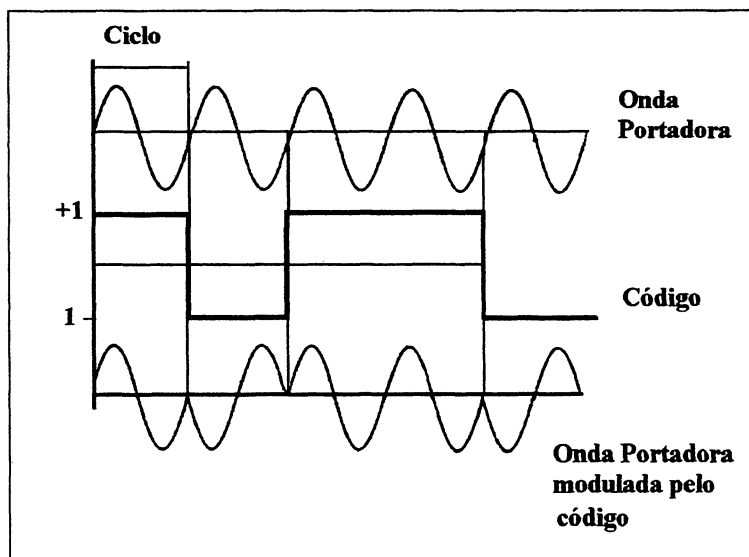 Ciclo
Onda
Portadora
+1
Código
1 -
Onda Portadora
modulada pelo
código